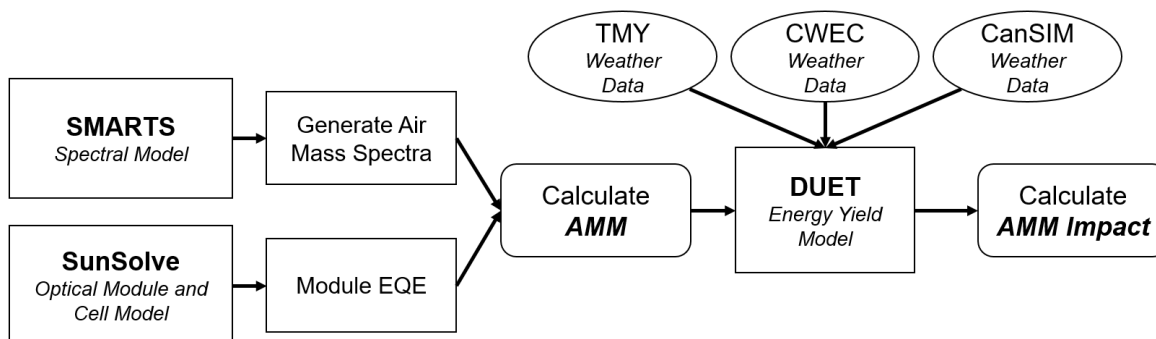 TMY
Weather
Data
CWEC
Weather
Data
CanSIM
Weather
Data
SMARTS
Spectral Model
Generate Air
Mass Spectra
SunSolve
Optical Module and
Cell Model
Module EQE
Calculate
AMM
DUET
Energy Yield
Model
Calculate
AMM Impact